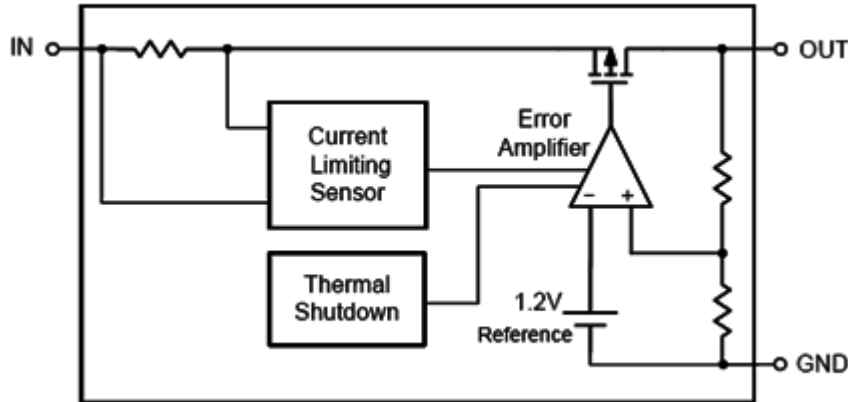 IN
OUT
Current
Limiting
Sensor
Error
Amplifier
- +
Thermal
Shutdown
1.2V
Reference
GND